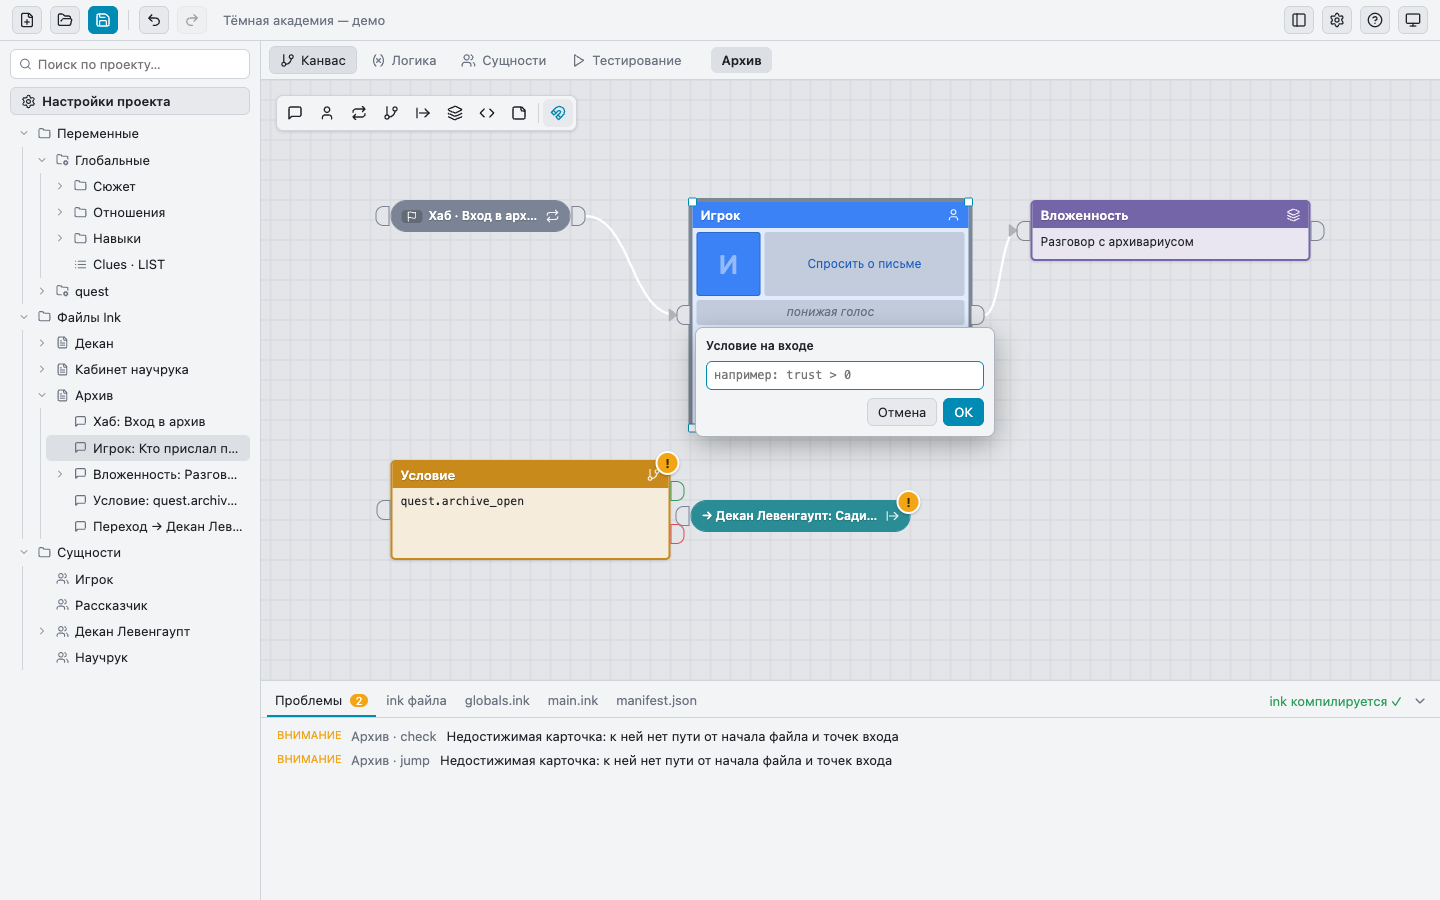 Тёмная академия — демо
Поиск по проекту...
Настройки проекта
Переменные
Глобальные
Сюжет
Отношения
Навыки
Clues · LIST
quest
Файлы Ink
Декан
Кабинет научрука
Архив
Хаб: Вход в архив
Игрок: Кто прислал п...
Вложенность: Разгов...
Условие: quest.archiv...
Переход → Декан Лев...
Сущности
Игрок
Рассказчик
Декан Левенгаупт
Научрук
Канвас
Логика
Сущности
Тестирование
Архив
Хаб · Вход в арх...
Игрок
И
Спросить о письме
понижая голос
Вложенность
Разговор с архивариусом
Условие на входе
например: trust > 0
Отмена
OK
Условие
!
quest.archive_open
→ Декан Левенгаупт: Сади...
!
Проблемы 2
ink файла
globals.ink
main.ink
manifest.json
ink компилируется ✓
ВНИМАНИЕ Архив · check Недостижимая карточка: к ней нет пути от начала файла и точек входа
ВНИМАНИЕ Архив · jump Недостижимая карточка: к ней нет пути от начала файла и точек входа